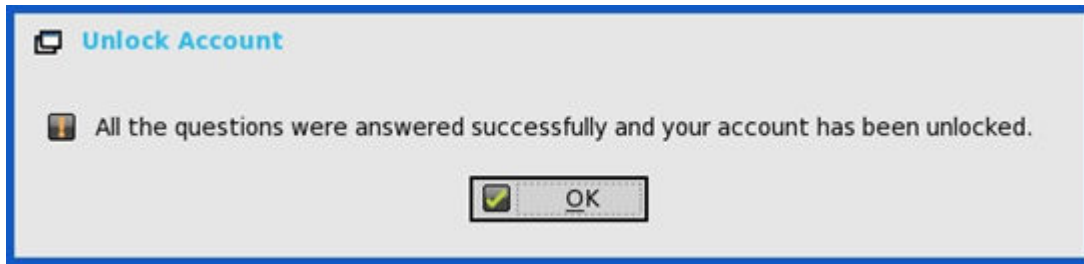 Unlock Account
All the questions were answered successfully and your account has been unlocked.
OK